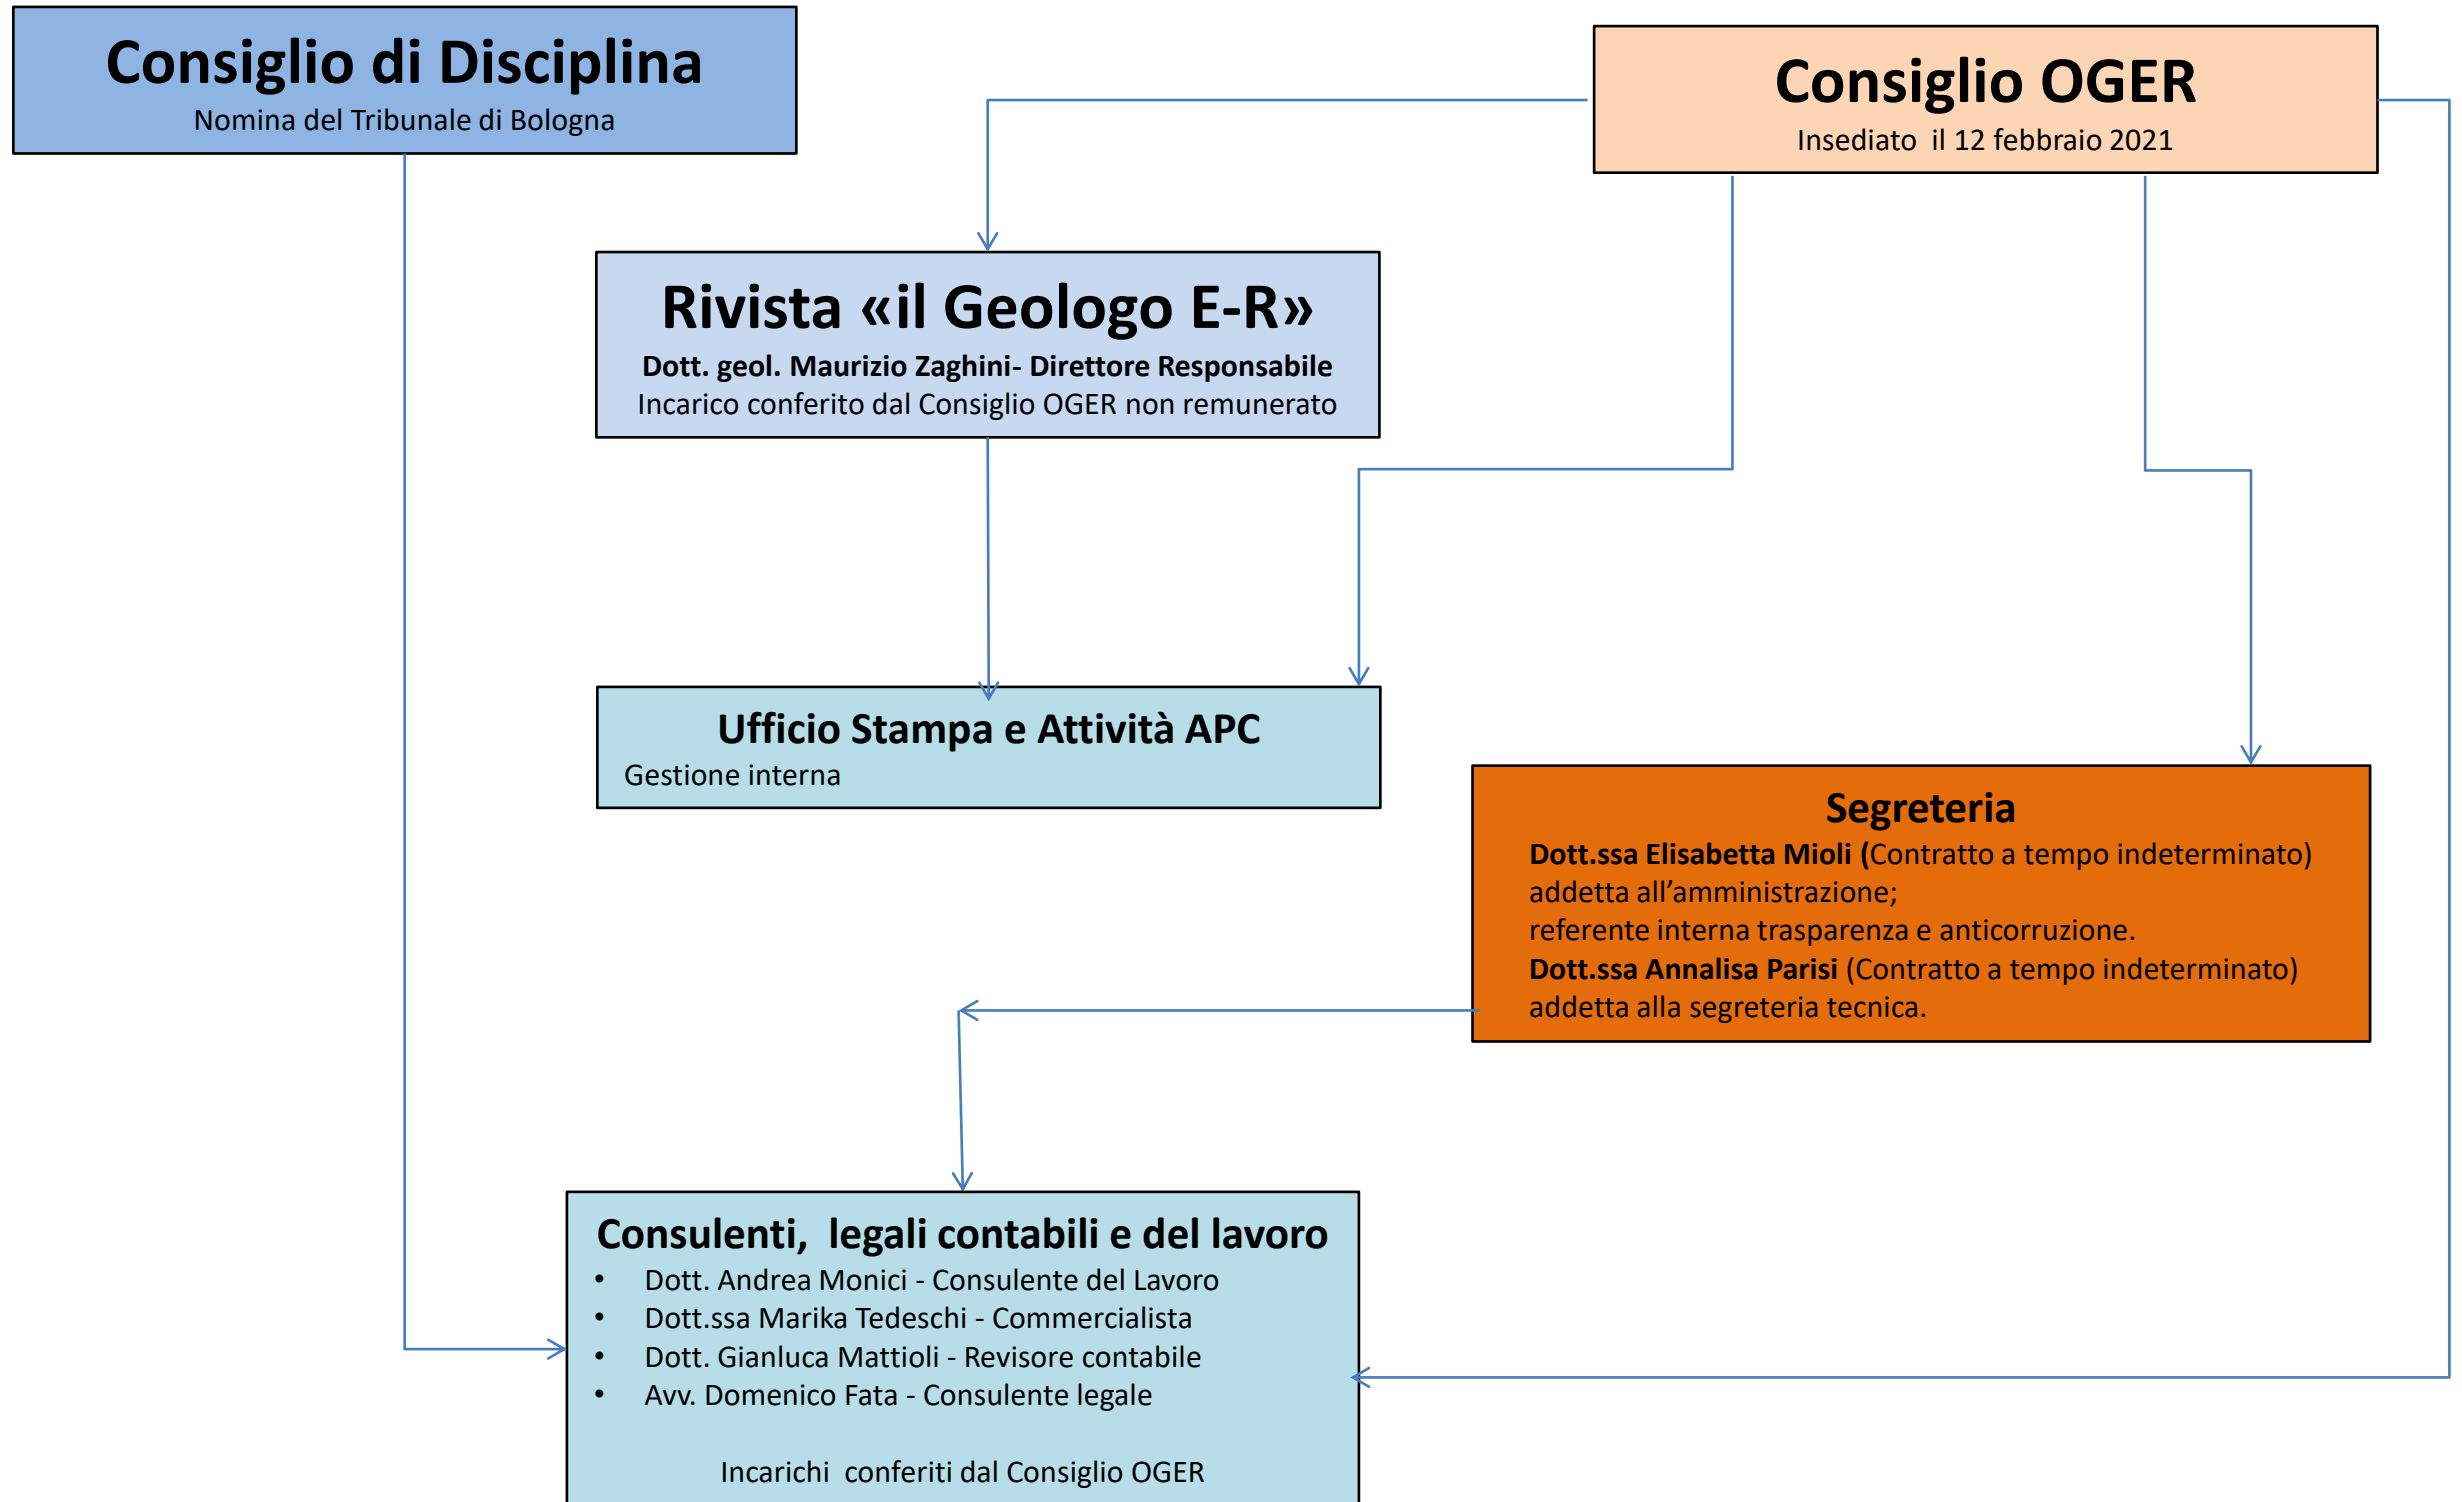 Consiglio di Disciplina
Nomina del Tribunale di Bologna
Consiglio OGER
Insediato  il 12 febbraio 2021
Rivista «il Geologo E-R»
Dott. geol. Maurizio Zaghini- Direttore Responsabile
Incarico conferito dal Consiglio OGER non remunerato
Ufficio Stampa e Attività APC
Gestione interna
Segreteria
Dott.ssa Elisabetta Mioli (Contratto a tempo indeterminato)
addetta all’amministrazione;
referente interna trasparenza e anticorruzione.
Dott.ssa Annalisa Parisi (Contratto a tempo indeterminato)
addetta alla segreteria tecnica.
Consulenti,  legali contabili e del lavoro
• Dott. Andrea Monici - Consulente del Lavoro
• Dott.ssa Marika Tedeschi - Commercialista
• Dott. Gianluca Mattioli - Revisore contabile
• Avv. Domenico Fata - Consulente legale
Incarichi  conferiti dal Consiglio OGER